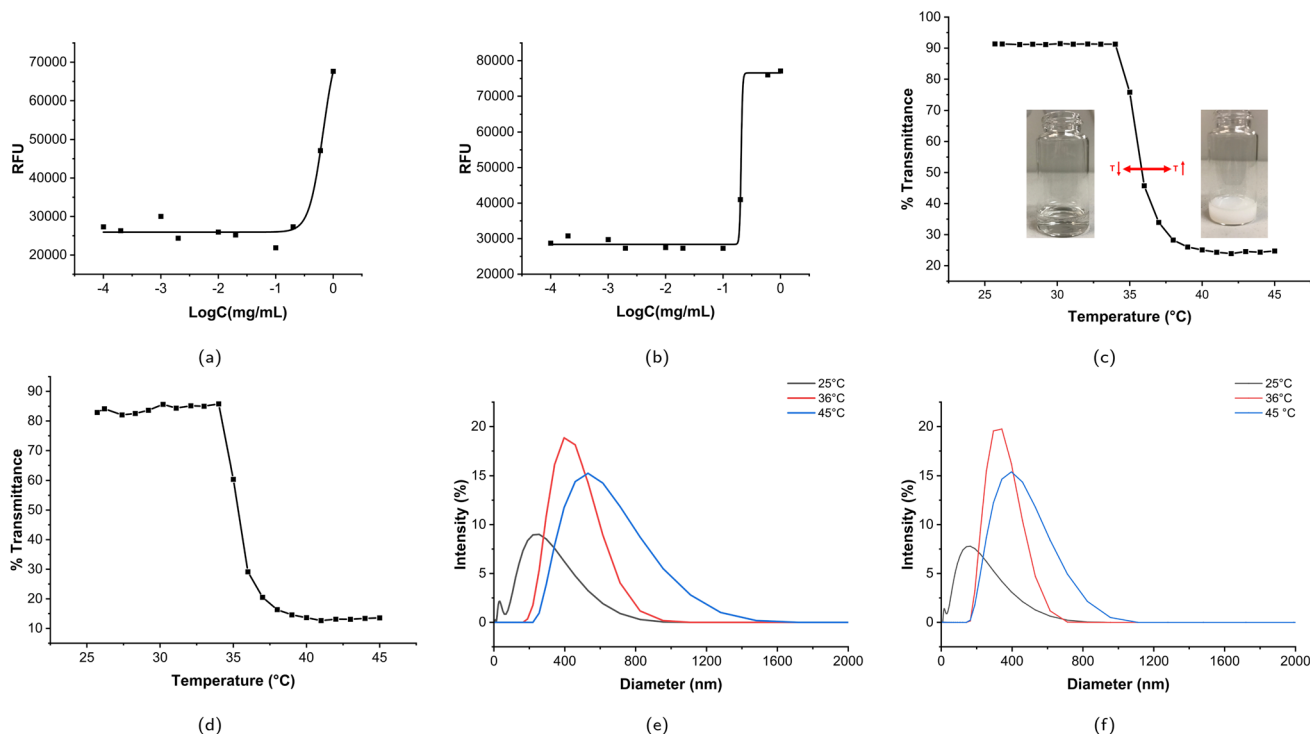 70000
60000
50000
40000
30000
20000
RFU
-4 -3 -2 -1 0
LogC(mg/mL)
(a)
80000
70000
60000
50000
40000
30000
20000
RFU
-4 -3 -2 -1 0
LogC(mg/mL)
(b)
100
90
80
70
60
50
40
30
20
% Transmittance
T T
25 30 35 40 45
Temperature (°C)
(c)
90
80
70
60
50
40
30
20
10
% Transmittance
25 30 35 40 45
Temperature (°C)
(d)
25°C
36°C
45°C
20
15
10
5
0
Intensity (%)
0 400 800 1200 1600 2000
Diameter (nm)
(e)
25°C
36°C
45 °C
20
15
10
5
0
Intensity (%)
0 400 800 1200 1600 2000
Diameter (nm)
(f)